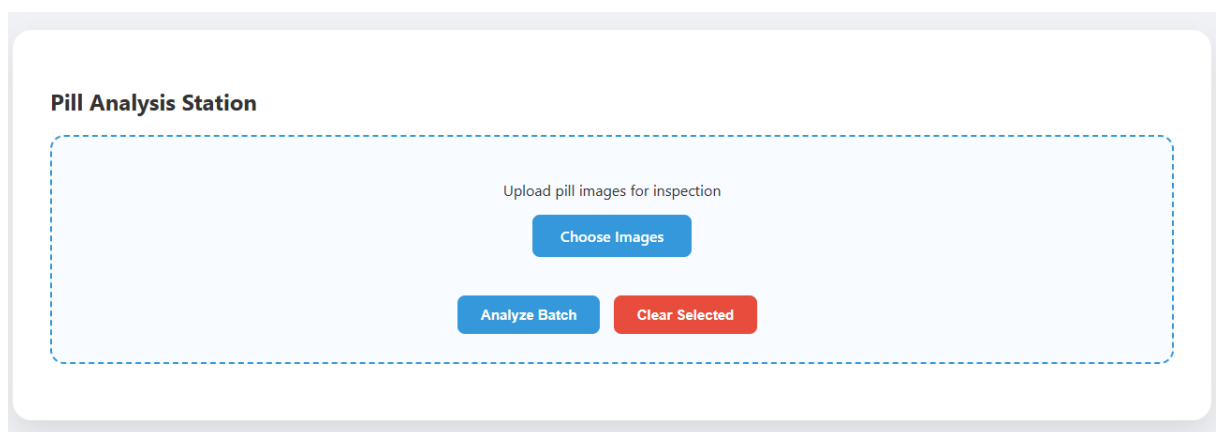 Pill Analysis Station
Upload pill images for inspection
Choose Images
Analyze Batch
Clear Selected